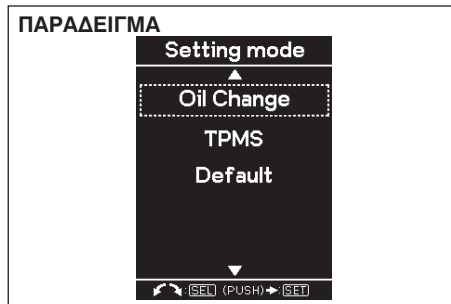 ΠΑΡΑΔΕΙΓΜΑ
Setting mode
Oil Change
TPMS
Default
:SEL (PUSH) :SET